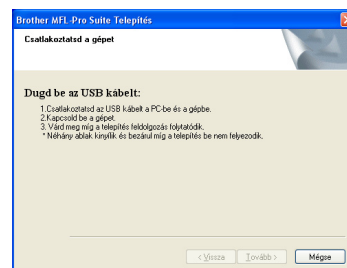 Brother MFL-Pro Suite Telepítés
Csatlakoztatsd a gépet
Dugd be az USB kábelt:
1.Csatlakoztatsd az USB kábelt a PC-be és a gépbe.
2.Kapcsold be a gépet.
3. Várd meg míg a telepítés feldolgozás folytatódik.
* Néhány ablak kinyílik és bezárul míg a telepítés be nem felyezodik.
< Vissza Tovább > Mégse